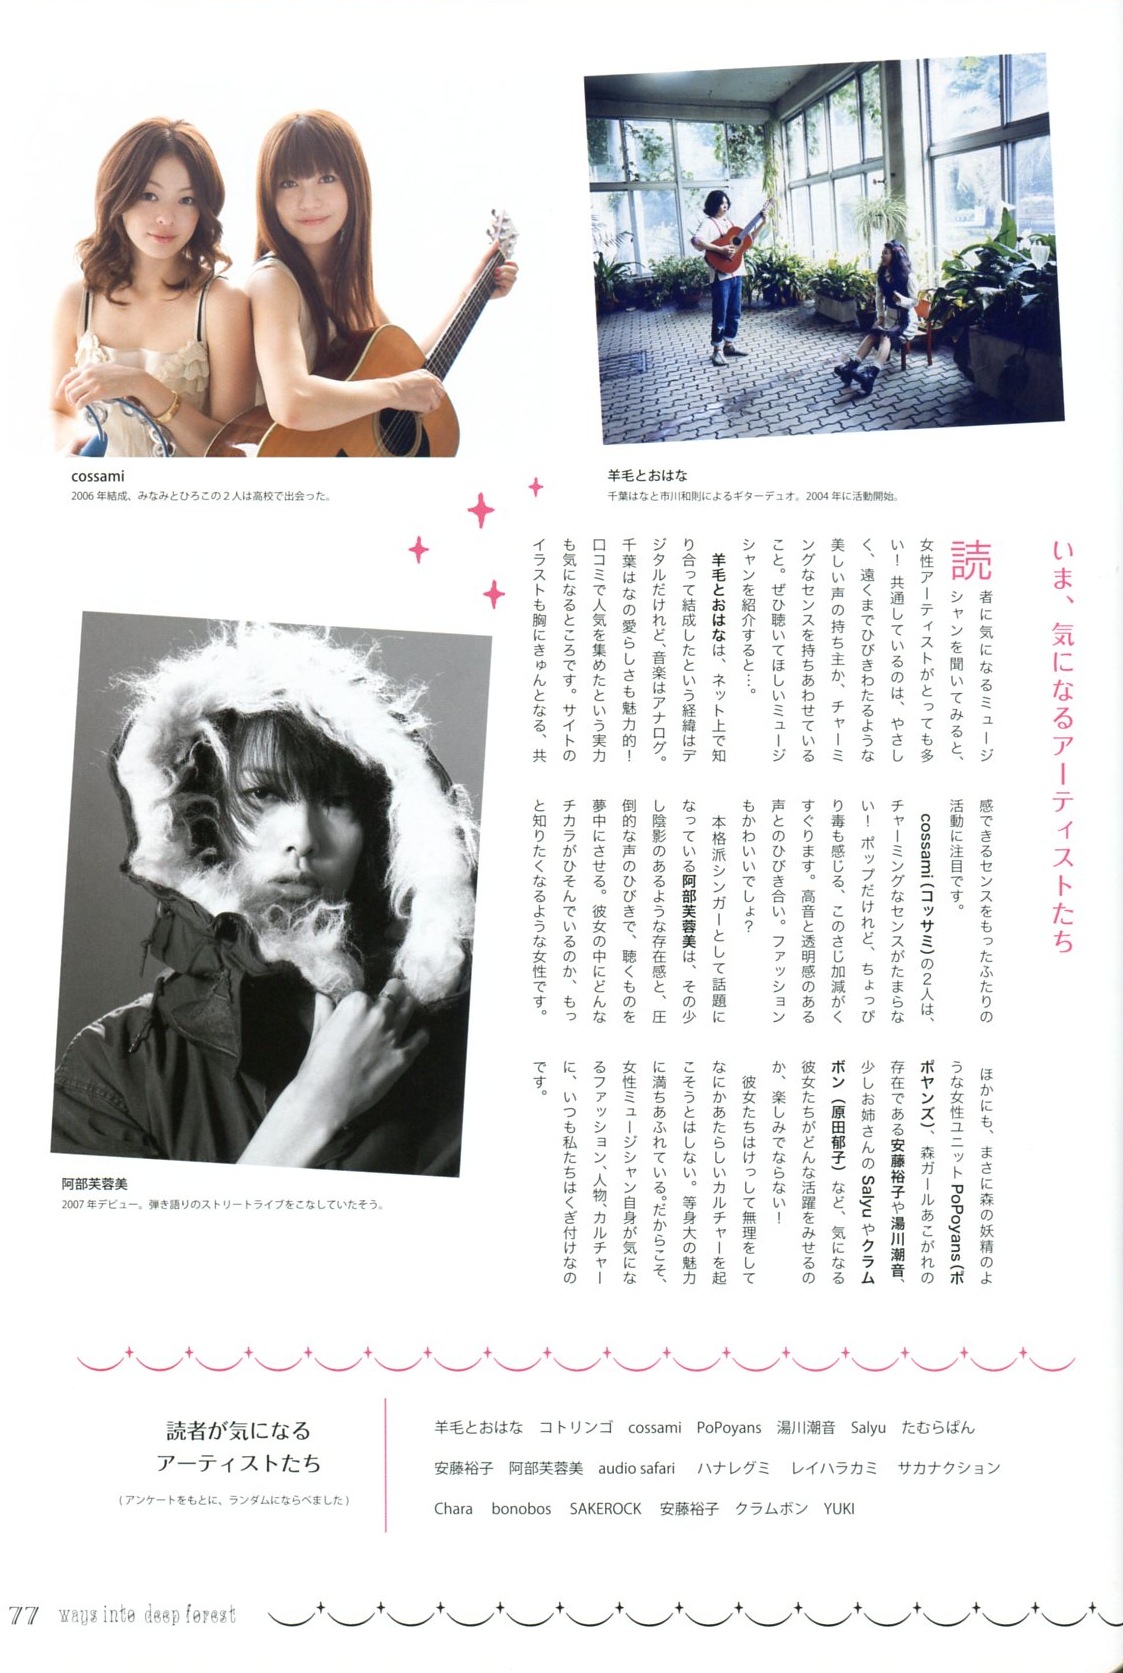 cossami
2006年結成、みなみとひろこの2人は高校で出会った。
羊毛とおはな
千葉はなと市川和則によるギターデュオ。2004年に活動開始。
いま、気になるアーティストたち
読者に気になるミュージ
シャンを聞いてみると、
女性アーティストがとっても多
い！共通しているのは、やさし
く、遠くまでひびきわたるような
美しい声の持ち主か、チャーミ
ングなセンスを持ちあわせている
こと。ぜひ聴いてほしいミュージ
シャンを紹介すると…。
羊毛とおはなは、ネット上で知
り合って結成したという経緯はデ
ジタルだけれど、音楽はアナログ。
千葉はなの愛らしさも魅力的！
口コミで人気を集めたという実力
も気になるところです。サイトの
イラストも胸にきゅんとなる、共
感できるセンスをもったふたりの
活動に注目です。
cossami（コッサミ）の2人は、
チャーミングなセンスがたまらな
い！ポップだけれど、ちょっぴ
り毒も感じる、このさじ加減がく
すぐります。高音と透明感のある
声とのひびき合い。ファッション
もかわいいでしょ？
本格派シンガーとして話題に
なっている阿部芙蓉美は、その少
し陰影のあるような存在感と、圧
倒的な声のひびきで、聴くものを
夢中にさせる。彼女の中にどんな
チカラがひそんでいるのか、もっ
と知りたくなるような女性です。
ほかにも、まさに森の妖精のよ
うな女性ユニットPoPoyans（ポ
ポヤンズ）、森ガールあこがれの
存在である安藤裕子や湯川潮音、
少しお姉さんのSalyuやクラム
ボン（原田郁子）など、気になる
彼女たちがどんな活躍をみせるの
か、楽しみでならない！
彼女たちはけっして無理をして
なにかあたらしいカルチャーを起
こそうとはしない。等身大の魅力
に満ちあふれている。だからこそ、
女性ミュージシャン自身が気にな
るファッション、人物、カルチャー
に、いつも私たちはくぎ付けなの
です。
阿部芙蓉美
2007年デビュー。弾き語りのストリートライブをこなしていたそう。
読者が気になる
アーティストたち
(アンケートをもとに、ランダムにならべました)
羊毛とおはな　コトリンゴ　cossami　PoPoyans　湯川潮音　Salyu　たむらぱん
安藤裕子　阿部芙蓉美　audio safari　ハナレグミ　レイハラカミ　サカナクション
Chara　bonobos　SAKEROCK　安藤裕子　クラムボン　YUKI
77 ways into deep forest